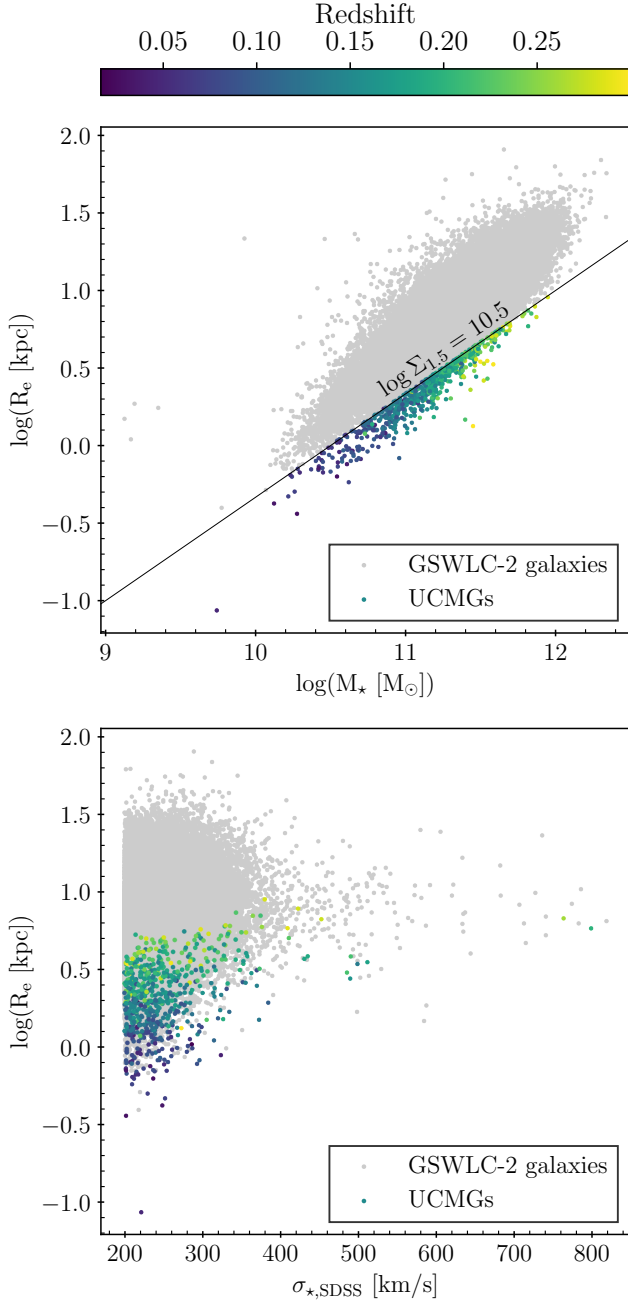 Redshift
0.05 0.10 0.15 0.20 0.25
2.0
1.5
1.0
0.5
0.0
−0.5
−1.0
log(Rₑ [kpc])
log Σ₁.₅ = 10.5
GSWLC-2 galaxies
UCMGs
9 10 11 12
log(M⋆ [M⊙])
2.0
1.5
1.0
0.5
0.0
−0.5
−1.0
log(Rₑ [kpc])
GSWLC-2 galaxies
UCMGs
200 300 400 500 600 700 800
σ⋆,SDSS [km/s]